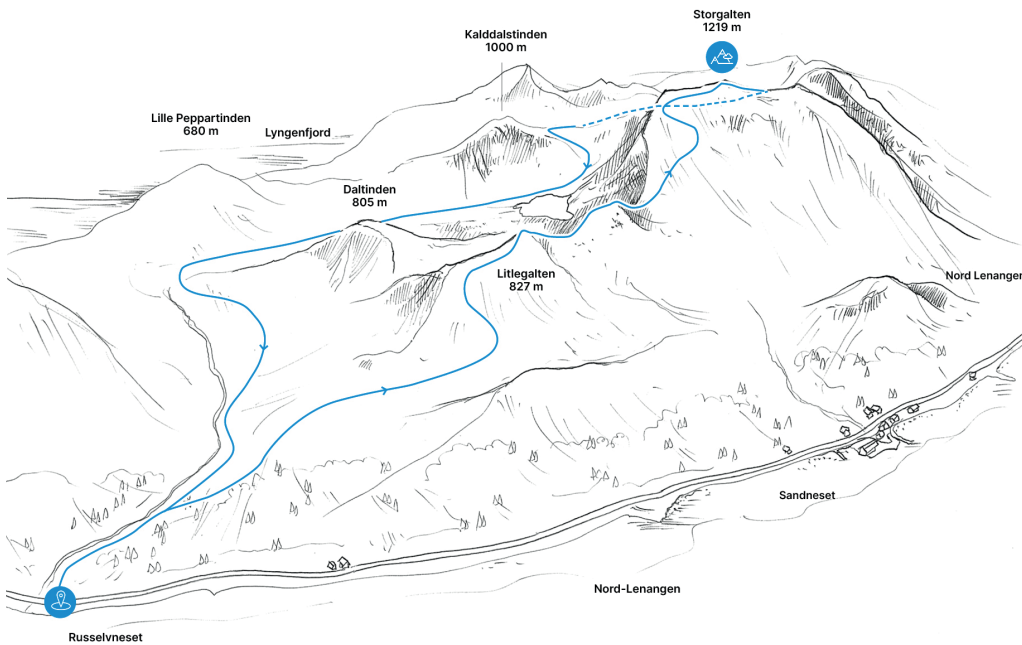 Storgalten
1219 m
Kalddalstinden
1000 m
Lille Peppartinden
680 m
Lyngenfjord
Daltinden
805 m
Litlegalten
827 m
Nord Lenangen
Sandneset
Nord-Lenangen
Russelvneset